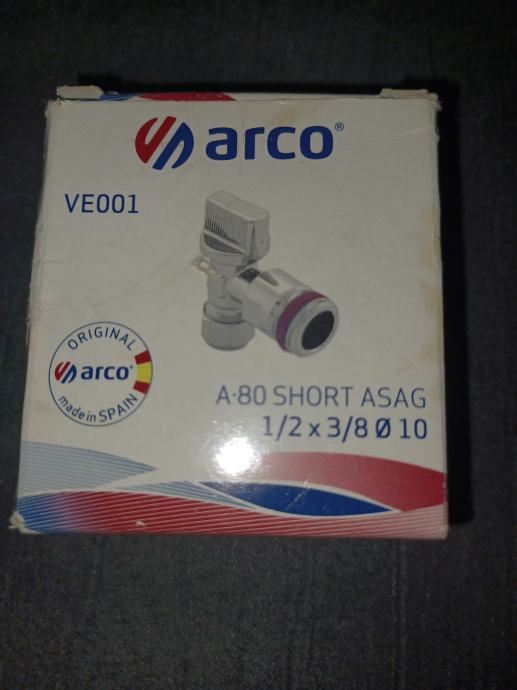 arco®
VE001
ORIGINAL
arco®
made in SPAIN
A·80 SHORT ASAG
1/2 x 3/8 Ø 10